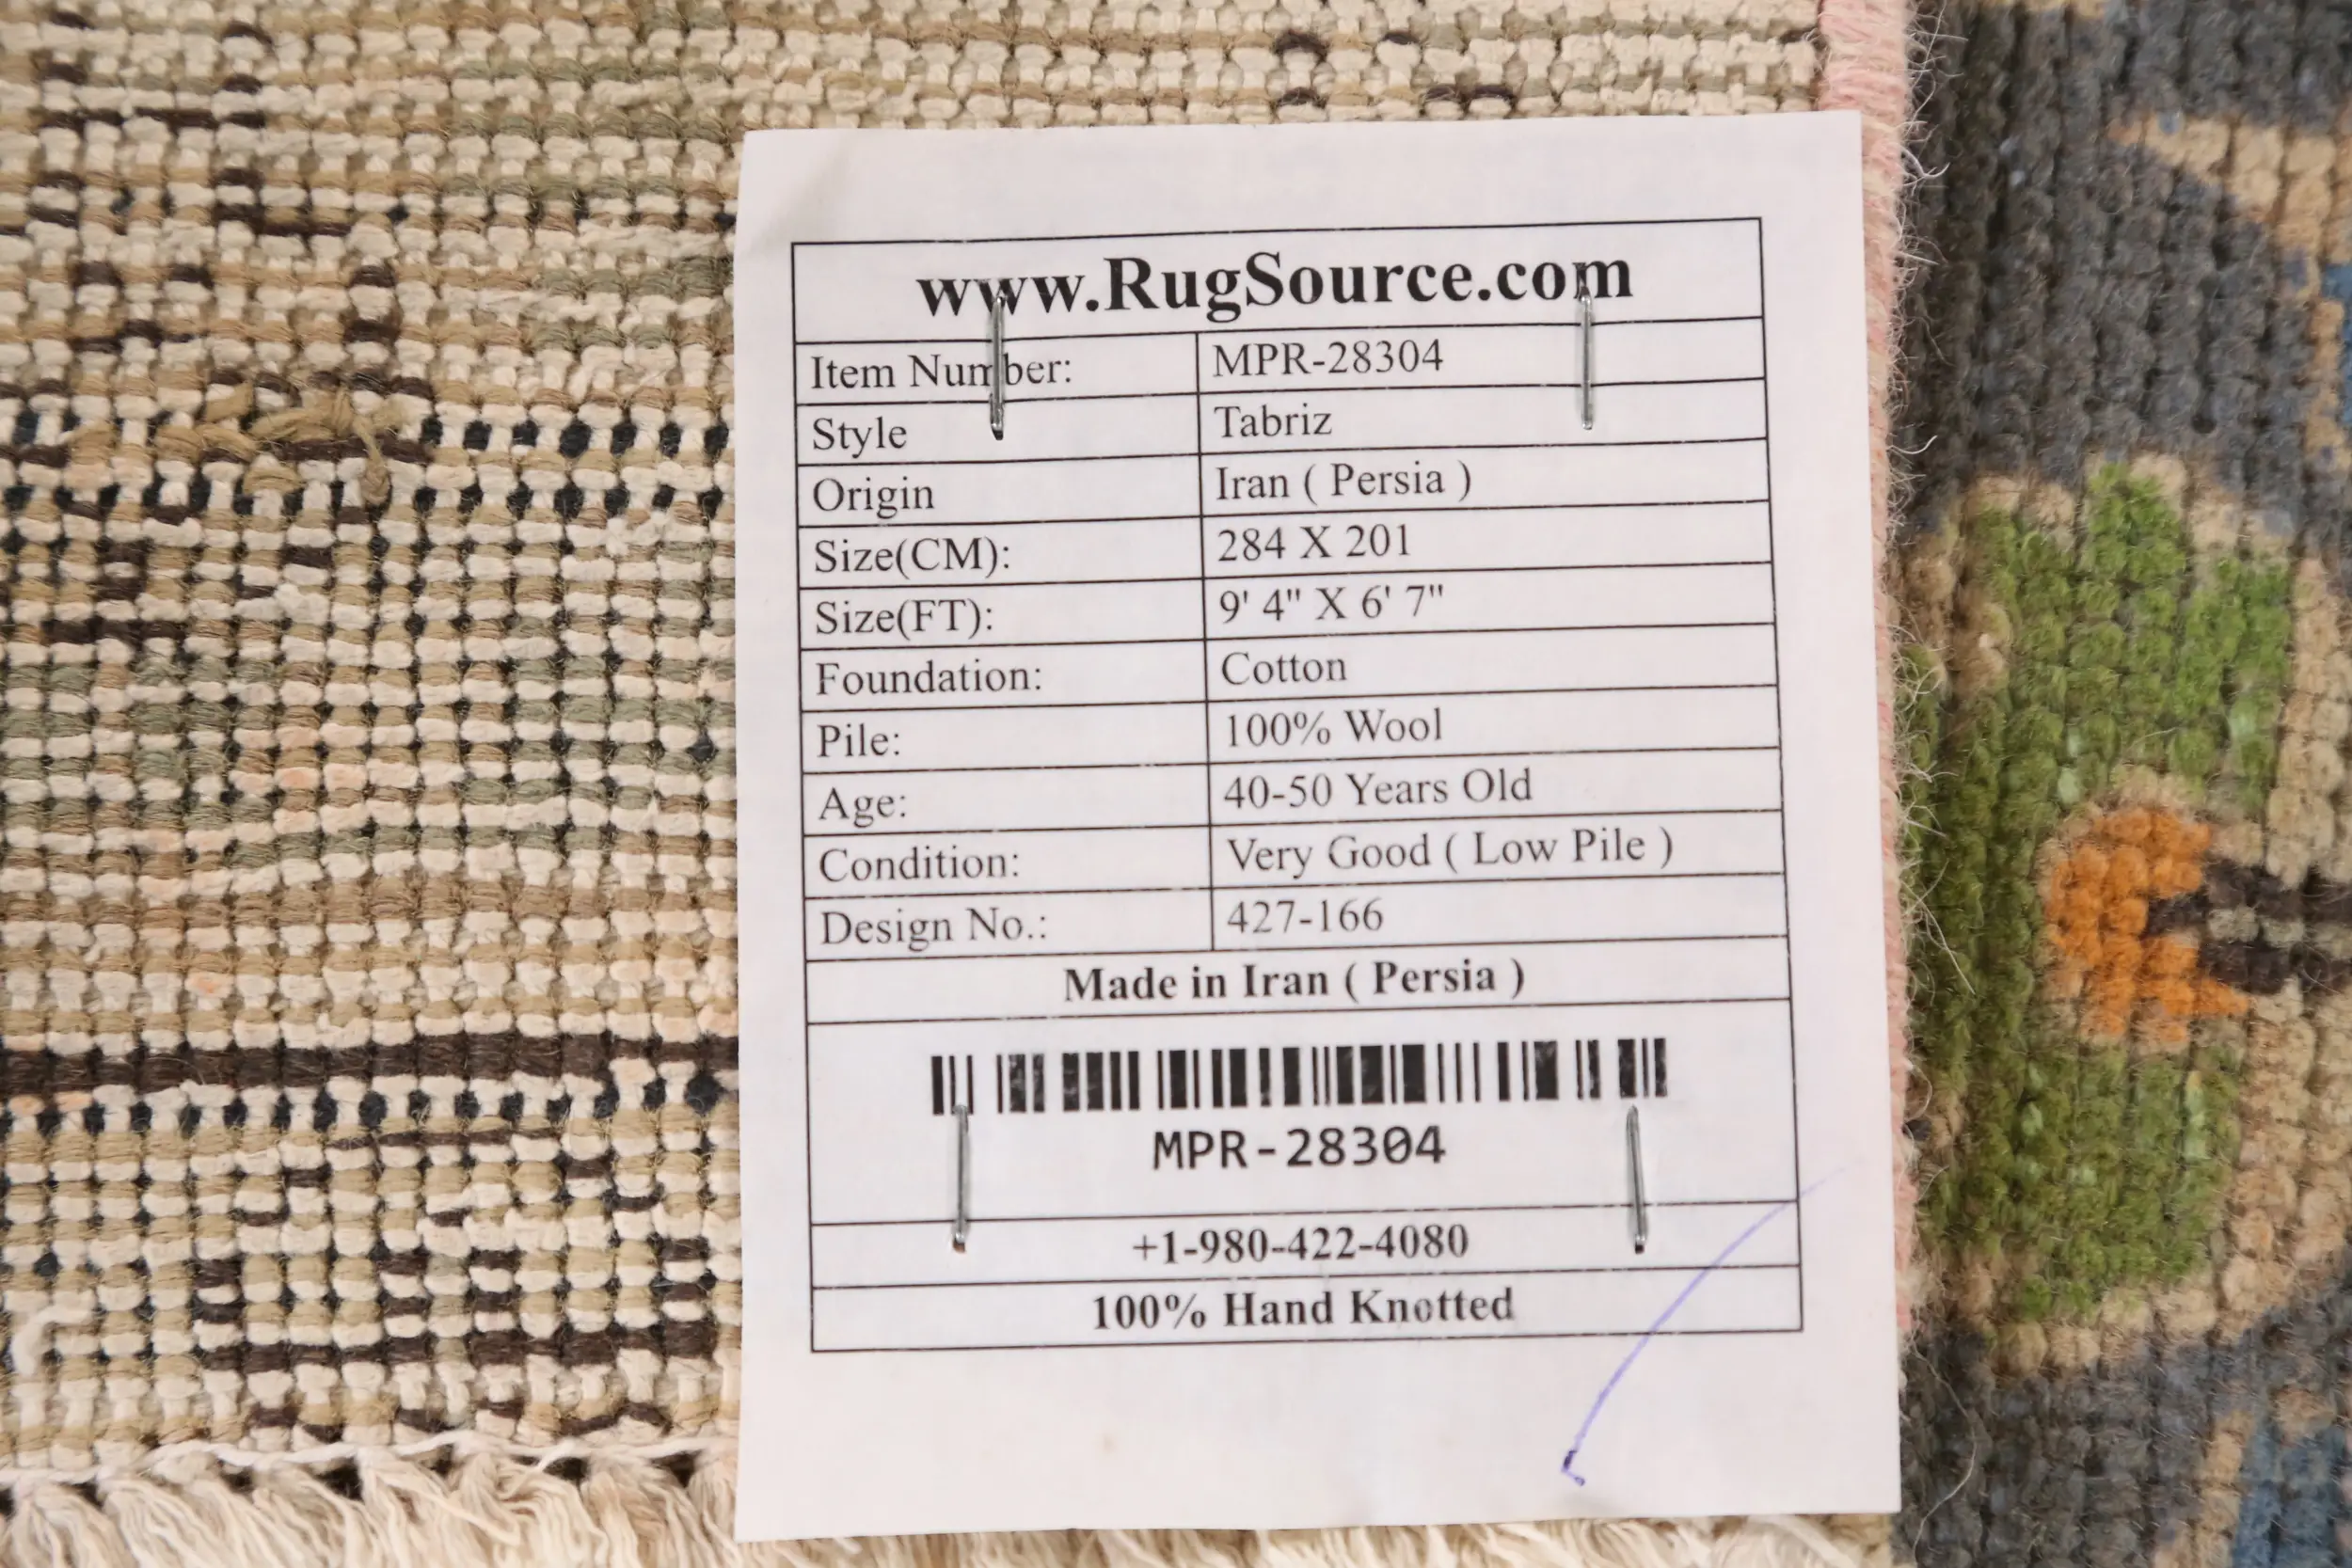 www.RugSource.com
Item Number: MPR-28304
Style Tabriz
Origin Iran ( Persia )
Size(CM): 284 X 201
Size(FT): 9' 4" X 6' 7"
Foundation: Cotton
Pile: 100% Wool
Age: 40-50 Years Old
Condition: Very Good ( Low Pile )
Design No.: 427-166
Made in Iran ( Persia )
MPR-28304
+1-980-422-4080
100% Hand Knotted